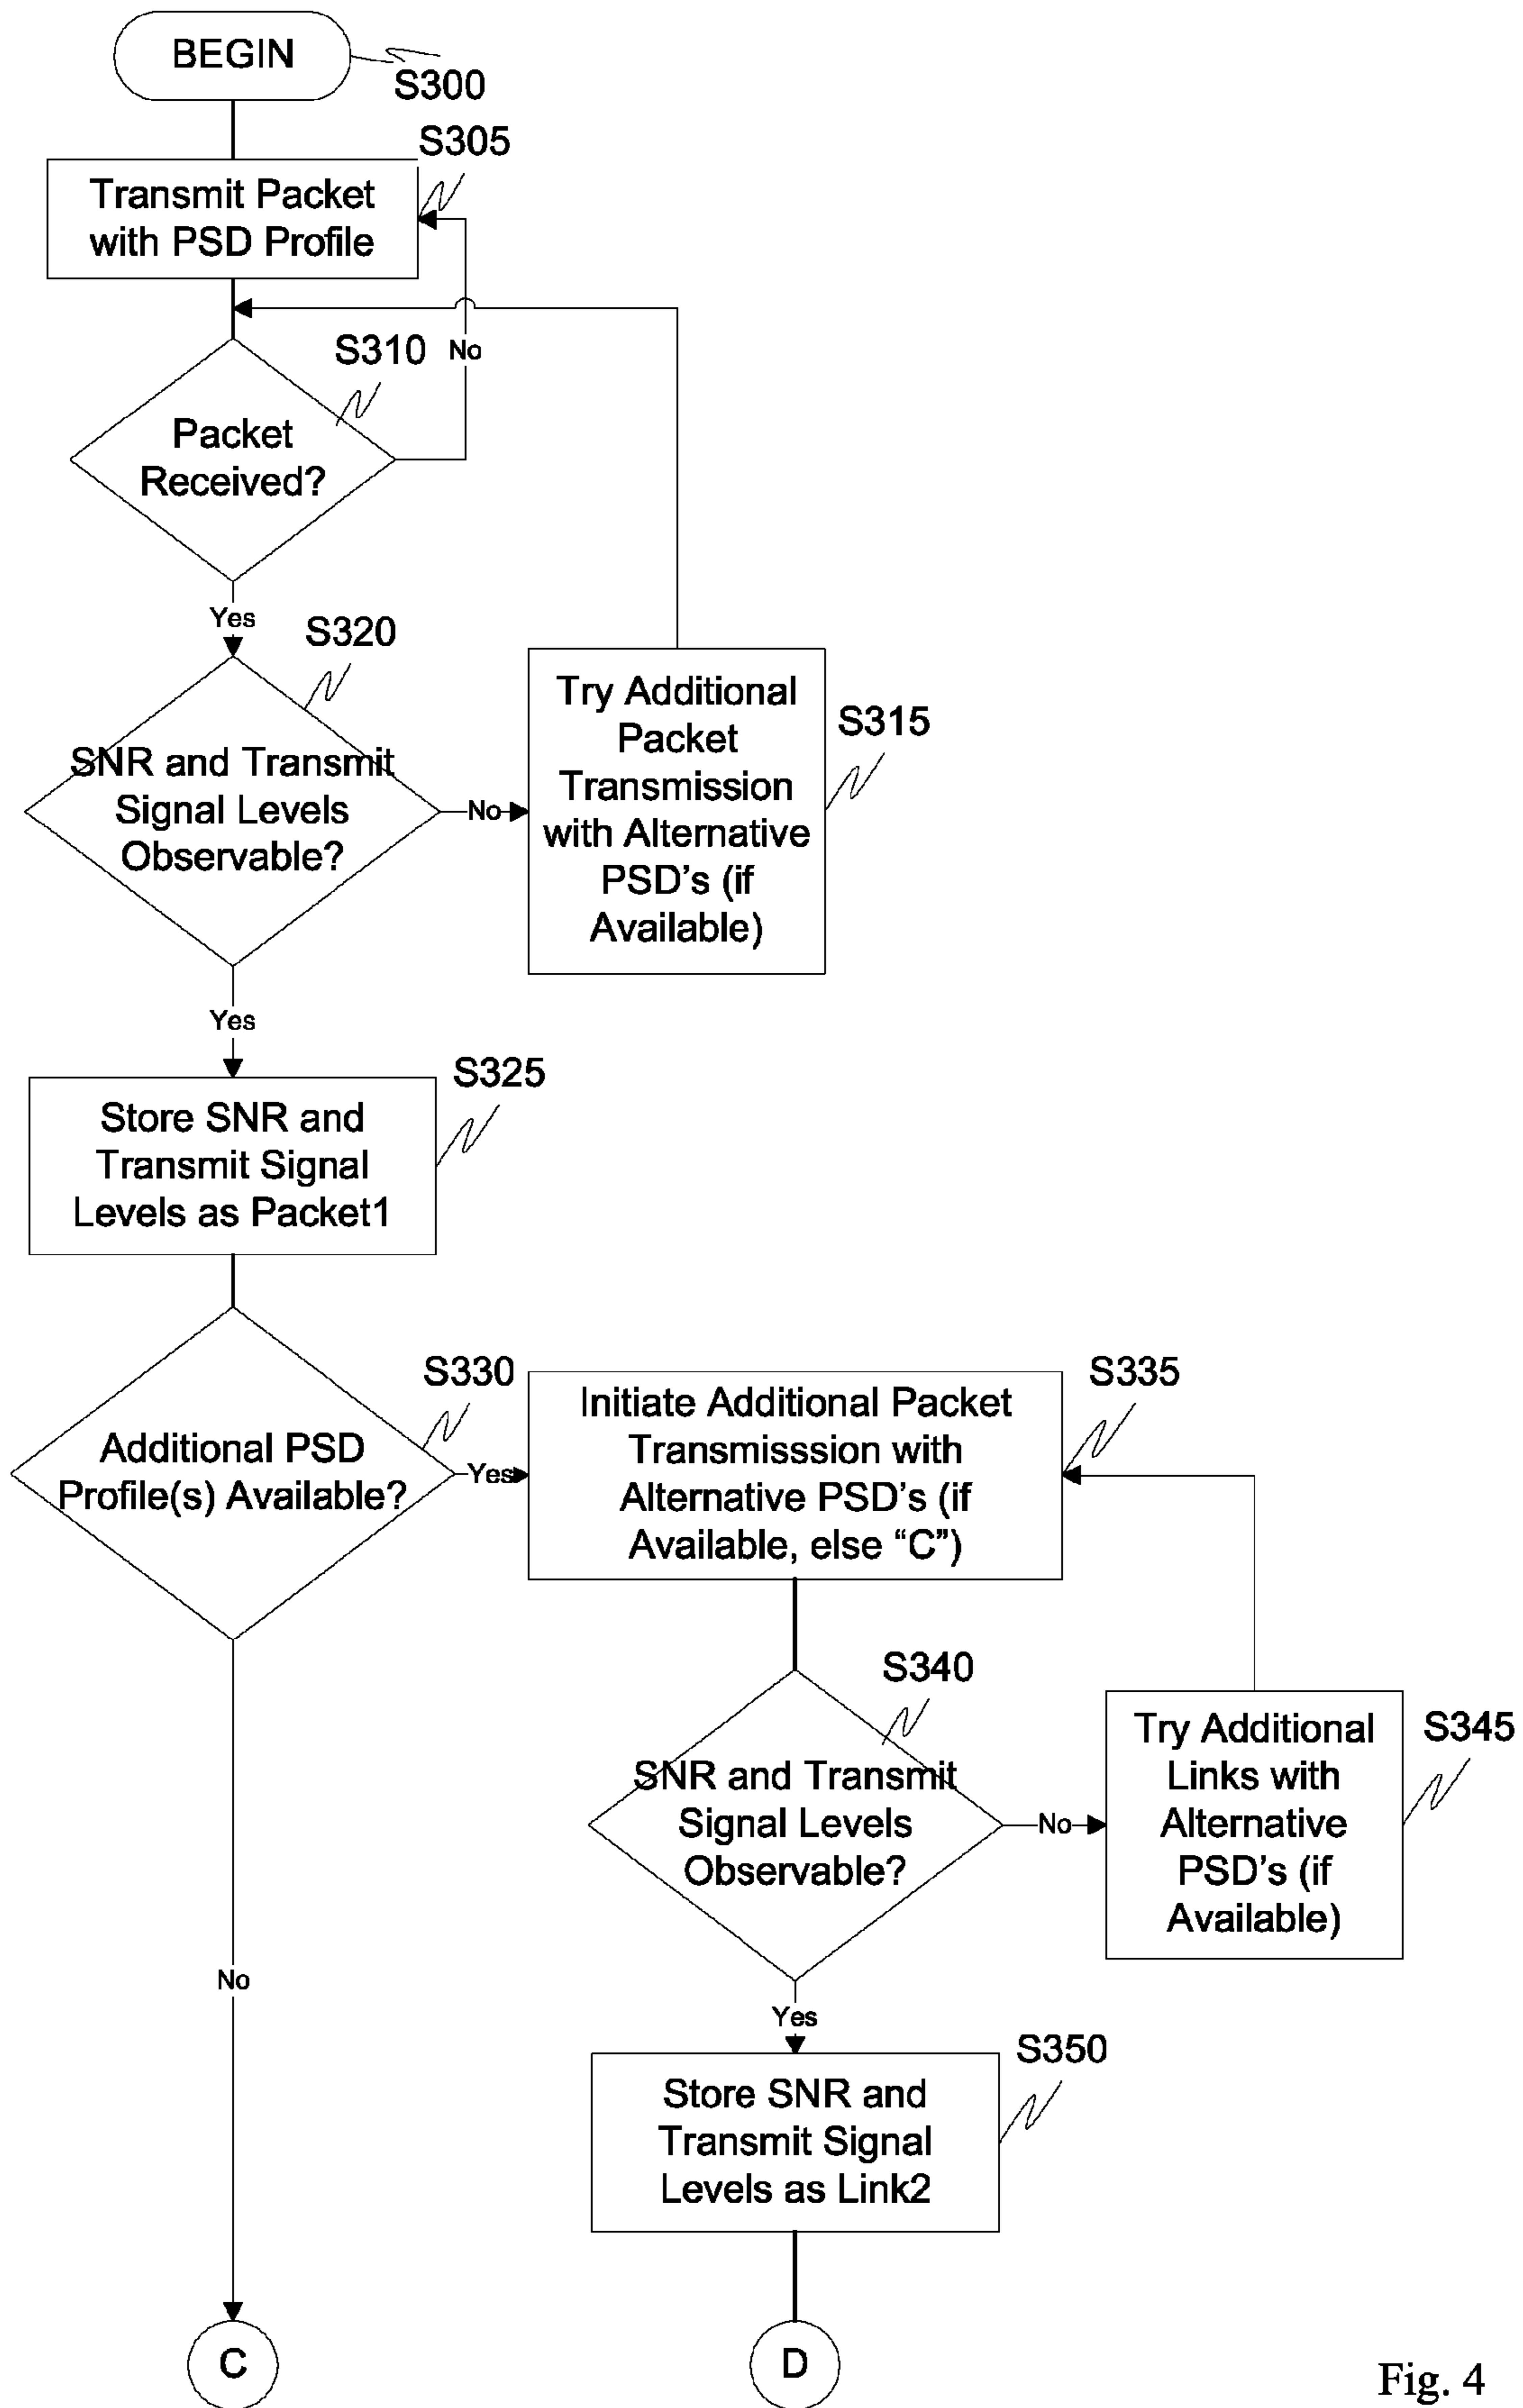 BEGIN
S300
S305
Transmit Packet
with PSD Profile
S310
No
Packet
Received?
Yes
S320
SNR and Transmit
Signal Levels
Observable?
No
Try Additional
Packet
Transmission
with Alternative
PSD's (if
Available)
S315
Yes
S325
Store SNR and
Transmit Signal
Levels as Packet1
S330
Additional PSD
Profile(s) Available?
Yes
S335
Initiate Additional Packet
Transmisssion with
Alternative PSD's (if
Available, else “C”)
S340
SNR and Transmit
Signal Levels
Observable?
No
Try Additional
Links with
Alternative
PSD's (if
Available)
S345
No
Yes
S350
Store SNR and
Transmit Signal
Levels as Link2
C
D
Fig. 4